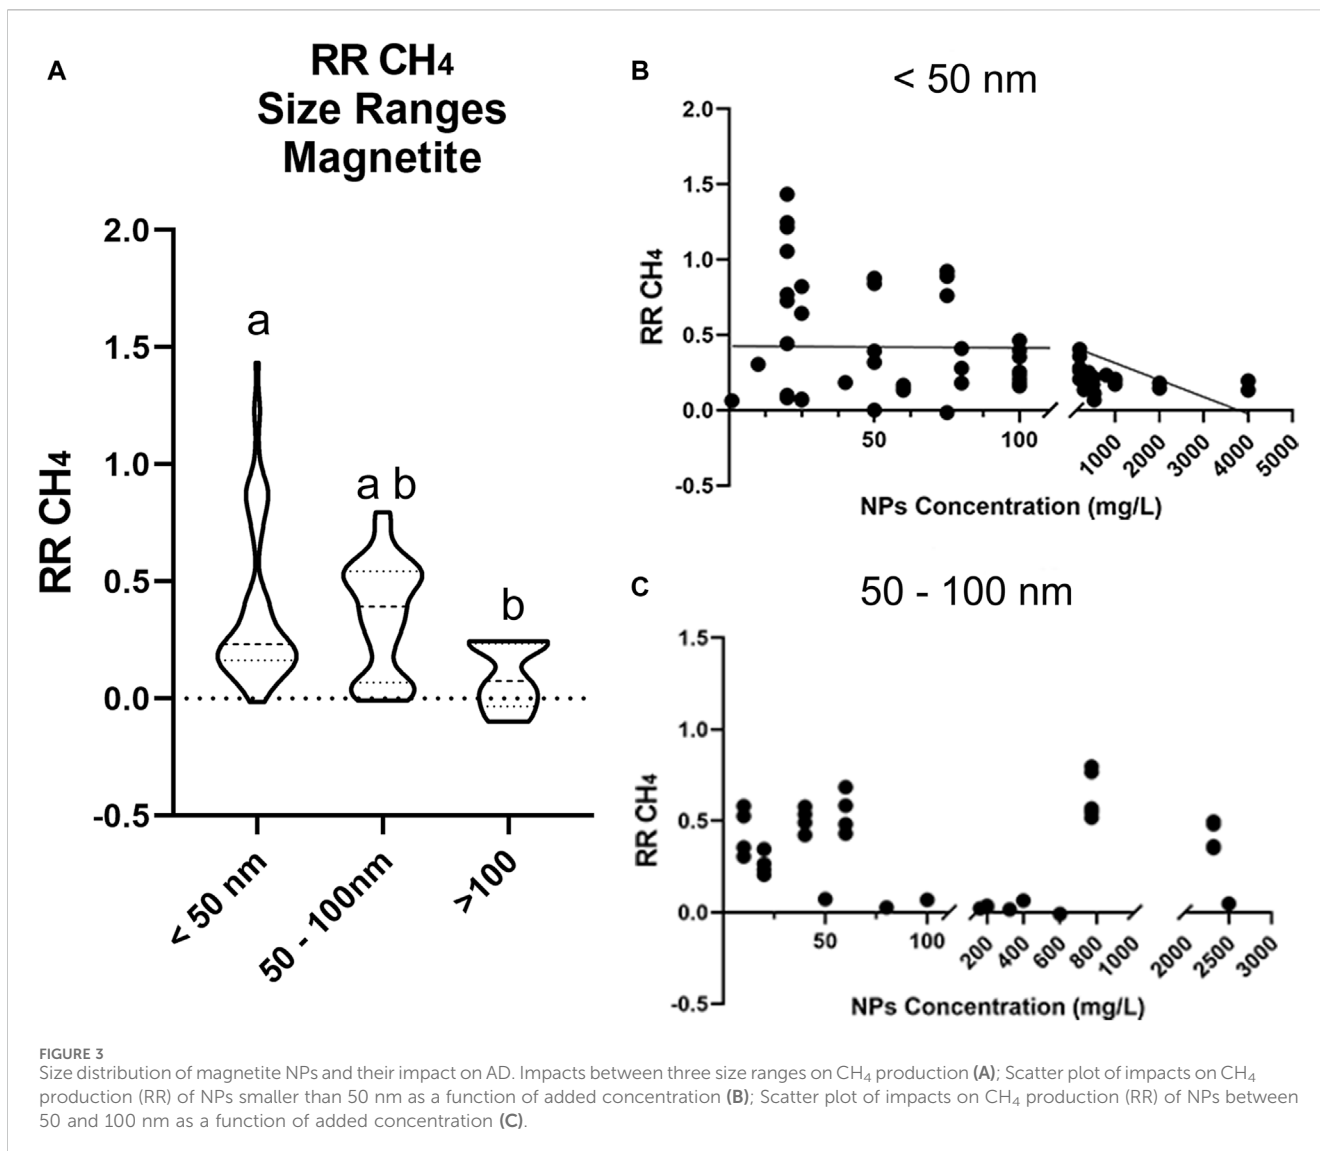 A
RR CH4
Size Ranges
Magnetite
2.0
1.5
1.0
0.5
0.0
-0.5
RR CH4
a
a b
b
< 50 nm
50 - 100nm
>100
B
< 50 nm
2.0
1.5
1.0
0.5
0.0
-0.5
RR CH4
50
100
1000
2000
3000
4000
5000
NPs Concentration (mg/L)
C
50 - 100 nm
1.5
1.0
0.5
0.0
-0.5
RR CH4
50
100
200
400
600
800
1000
2000
2500
3000
NPs Concentration (mg/L)
FIGURE 3
Size distribution of magnetite NPs and their impact on AD. Impacts between three size ranges on CH₄ production (A); Scatter plot of impacts on CH₄
production (RR) of NPs smaller than 50 nm as a function of added concentration (B); Scatter plot of impacts on CH₄ production (RR) of NPs between
50 and 100 nm as a function of added concentration (C).